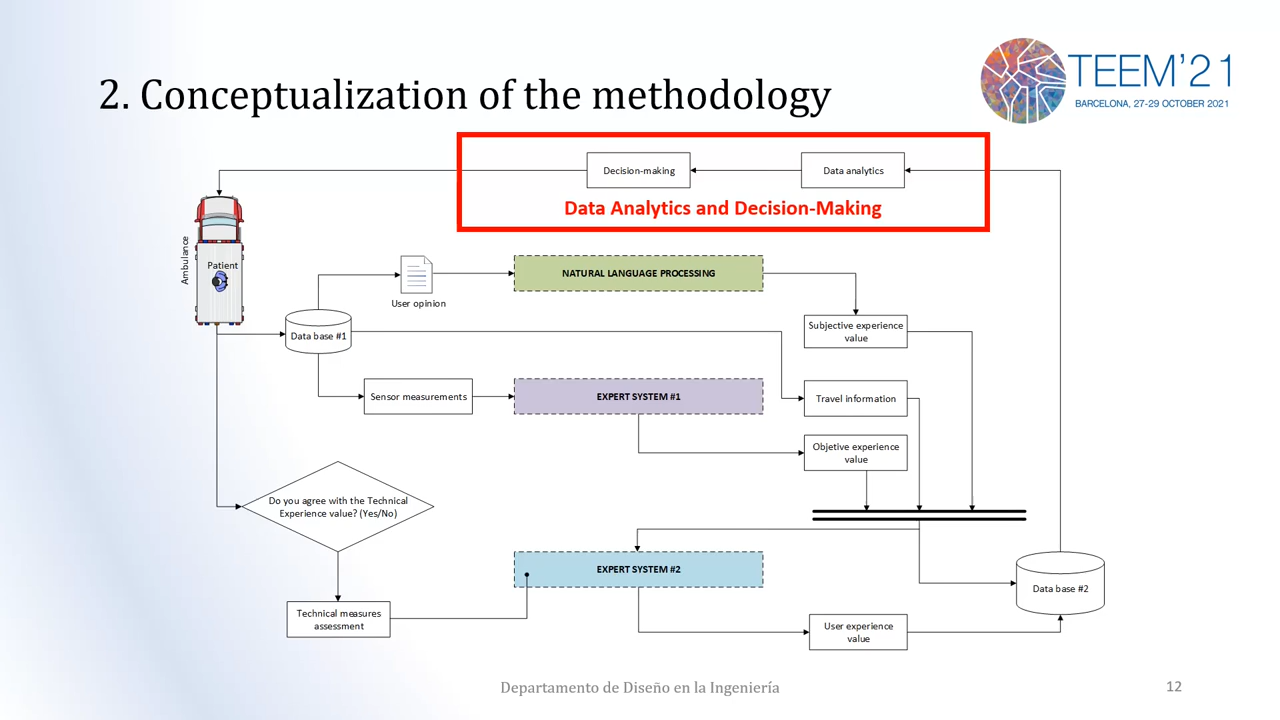 2. Conceptualization of the methodology
TEEM'21
BARCELONA, 27-29 OCTOBER 2021
Decision-making
Data analytics
Data Analytics and Decision-Making
Ambulance
Patient
User opinion
NATURAL LANGUAGE PROCESSING
Data base #1
Subjective experience
value
Sensor measurements
EXPERT SYSTEM #1
Travel information
Objetive experience
value
Do you agree with the Technical
Experience value? (Yes/No)
EXPERT SYSTEM #2
Data base #2
Technical measures
assessment
User experience
value
Departamento de Diseño en la Ingeniería
12